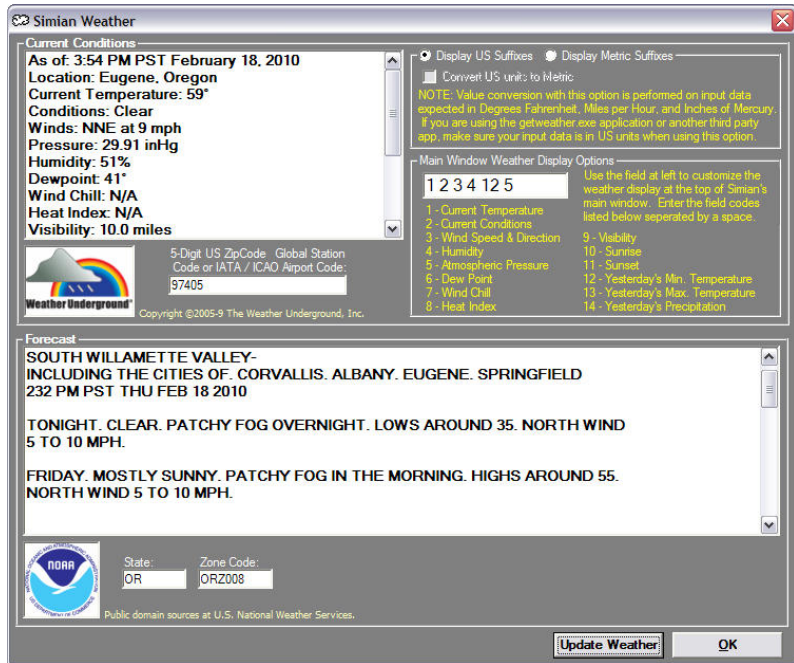 Simian Weather
Current Conditions
As of: 3:54 PM PST February 18, 2010
Location: Eugene, Oregon
Current Temperature: 59°
Conditions: Clear
Winds: NNE at 9 mph
Pressure: 29.91 inHg
Humidity: 51%
Dewpoint: 41°
Wind Chill: N/A
Heat Index: N/A
Visibility: 10.0 miles
Weather Underground®
5-Digit US ZipCode Global Station
Code or IATA / ICAO Airport Code:
97405
Copyright ©2005-9 The Weather Underground, Inc.
Display US Suffixes Display Metric Suffixes
Convert US units to Metric
NOTE: Value conversion with this option is performed on input data
expected in Degrees Fahrenheit, Miles per Hour, and Inches of Mercury.
If you are using the getweather.exe application or another third party
app, make sure your input data is in US units when using this option.
Main Window Weather Display Options
1 2 3 4 12 5
Use the field at left to customize the
weather display at the top of Simian's
main window. Enter the field codes
listed below seperated by a space.
1 - Current Temperature
2 - Current Conditions
3 - Wind Speed & Direction
4 - Humidity
5 - Atmospheric Pressure
6 - Dew Point
7 - Wind Chill
8 - Heat Index
9 - Visibility
10 - Sunrise
11 - Sunset
12 - Yesterday's Min. Temperature
13 - Yesterday's Max. Temperature
14 - Yesterday's Precipitation
Forecast
SOUTH WILLAMETTE VALLEY-
INCLUDING THE CITIES OF. CORVALLIS. ALBANY. EUGENE. SPRINGFIELD
232 PM PST THU FEB 18 2010
TONIGHT. CLEAR. PATCHY FOG OVERNIGHT. LOWS AROUND 35. NORTH WIND
5 TO 10 MPH.
FRIDAY. MOSTLY SUNNY. PATCHY FOG IN THE MORNING. HIGHS AROUND 55.
NORTH WIND 5 TO 10 MPH.
NATIONAL OCEANIC AND ATMOSPHERIC ADMINISTRATION
NOAA
U.S. DEPARTMENT OF COMMERCE
State: Zone Code:
OR ORZ008
Public domain sources at U.S. National Weather Services.
Update Weather OK